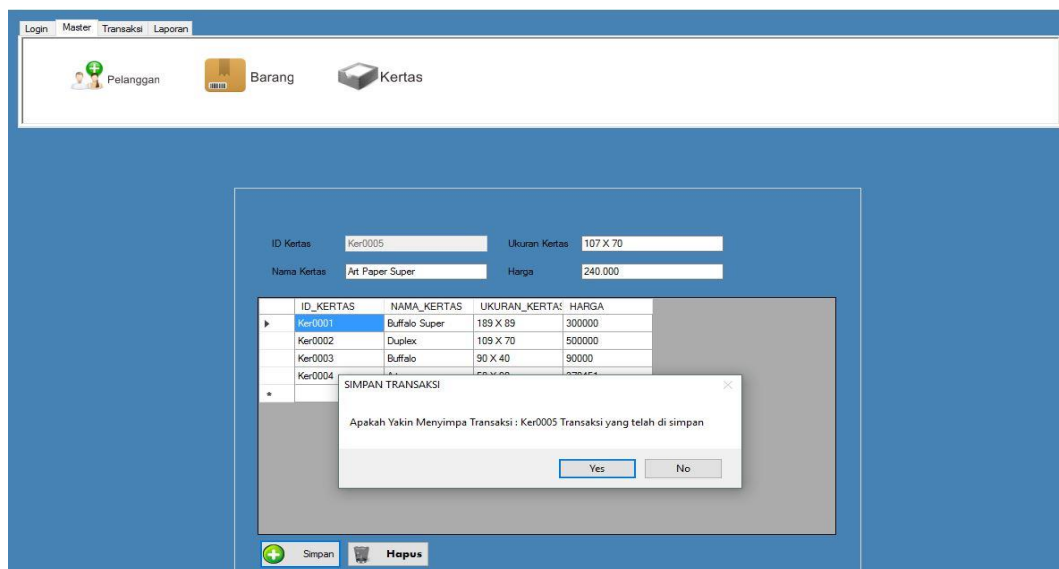 Login Master Transaksi Laporan
Pelanggan Barang Kertas
ID Kertas Ker0005 Ukuran Kertas 107 X 70
Nama Kertas Art Paper Super Harga 240.000
ID_KERTAS NAMA_KERTAS UKURAN_KERTAS HARGA
Ker0001 Buffalo Super 189 X 89 300000
Ker0002 Duplex 109 X 70 500000
Ker0003 Buffalo 90 X 40 90000
Ker0004
SIMPAN TRANSAKSI
Apakah Yakin Menyimpa Transaksi : Ker0005 Transaksi yang telah di simpan
Yes No
Simpan Hapus